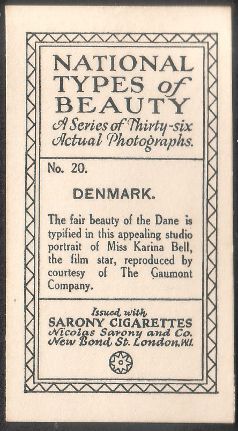 NATIONAL
TYPES of
BEAUTY
A Series of Thirty-six
Actual Photographs.
No. 20.
DENMARK.
The fair beauty of the Dane is
typified in this appealing studio
portrait of Miss Karina Bell,
the film star, reproduced by
courtesy of The Gaumont
Company.
Issued with
SARONY CIGARETTES
Nicolas Sarony and Co.
New Bond St. London, W.1.